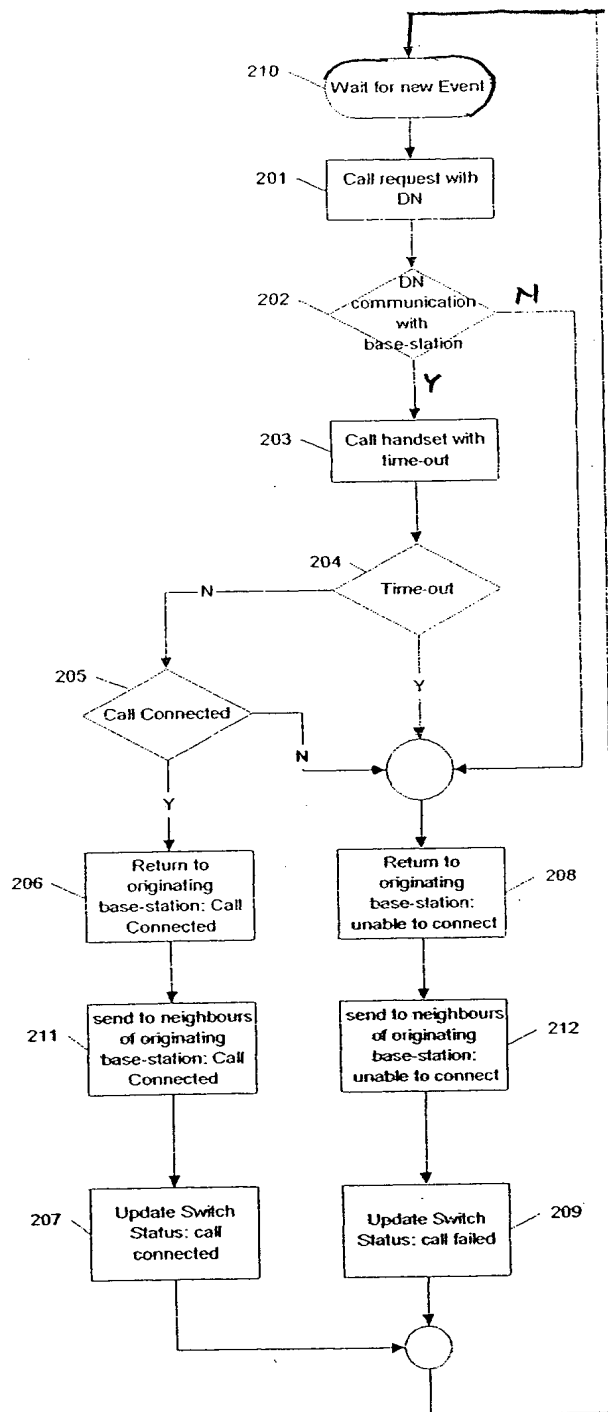 210
Wait for new Event
201
Call request with
DN
202
DN
communication
with
base-station
N
Y
203
Call handset with
time-out
204
Time-out
N
Y
205
Call Connected
N
Y
206
Return to
originating
base-station: Call
Connected
Return to
originating
base-station:
unable to connect
208
211
send to neighbours
of originating
base-station: Call
Connected
send to neighbours
of originating
base-station:
unable to connect
212
207
Update Switch
Status: call
connected
Update Switch
Status: call failed
209